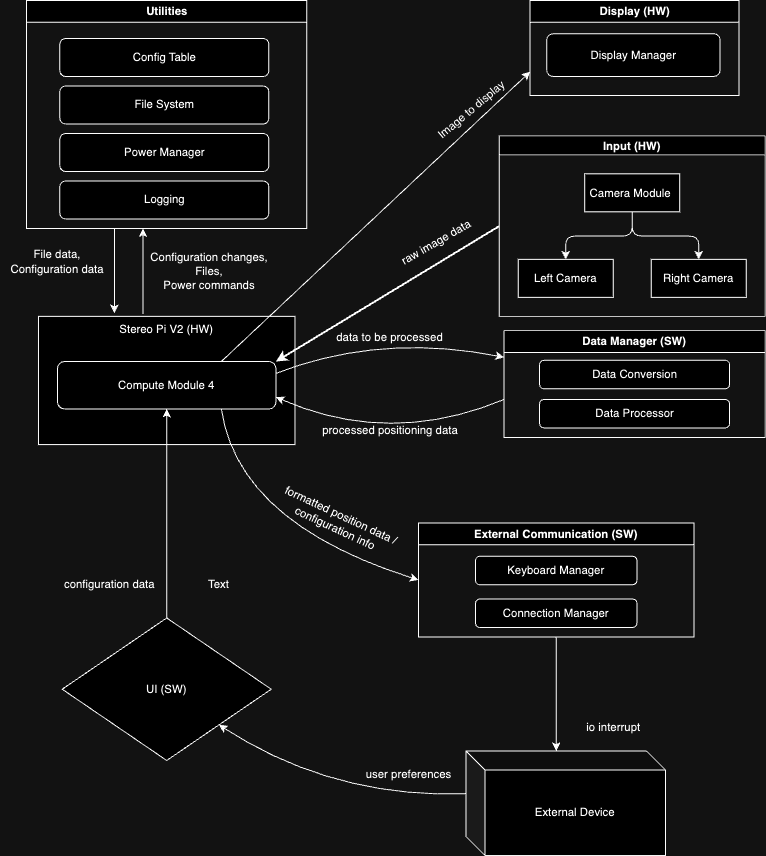 Utilities
Config Table
File System
Power Manager
Logging
Display (HW)
Display Manager
Image to display
Input (HW)
Camera Module
Left Camera
Right Camera
raw image data
File data,
Configuration data
Configuration changes,
Files,
Power commands
Stereo Pi V2 (HW)
Compute Module 4
data to be processed
processed positioning data
Data Manager (SW)
Data Conversion
Data Processor
formatted position data /
configuration info
External Communication (SW)
Keyboard Manager
Connection Manager
configuration data
Text
UI (SW)
io interrupt
user preferences
External Device